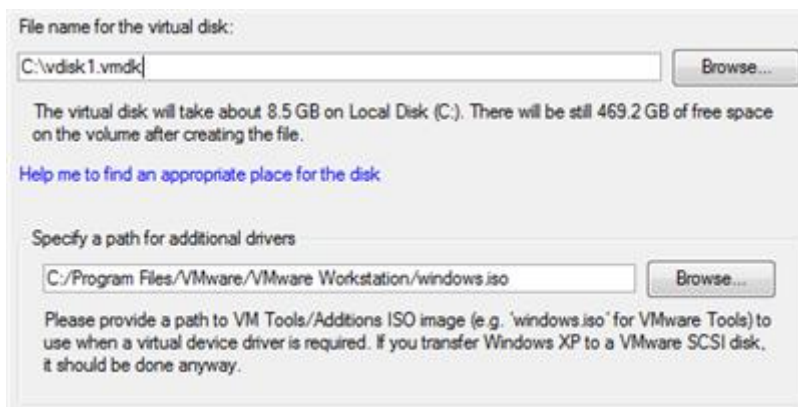 File name for the virtual disk:
C:\vdisk1.vmdk
Browse...
The virtual disk will take about 8.5 GB on Local Disk (C:). There will be still 469.2 GB of free space
on the volume after creating the file.
Help me to find an appropriate place for the disk
Specify a path for additional drivers
C:/Program Files/VMware/VMware Workstation/windows.iso
Browse...
Please provide a path to VM Tools/Additions ISO image (e.g. 'windows.iso' for VMware Tools) to
use when a virtual device driver is required. If you transfer Windows XP to a VMware SCSI disk,
it should be done anyway.